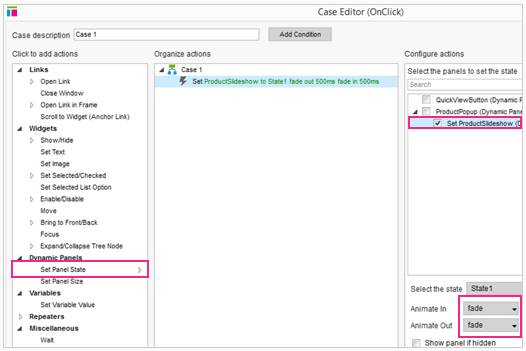 Case Editor (OnClick)
Case description
Case 1
Add Condition
Click to add actions
Links
Open Link
Close Window
Open Link in Frame
Scroll to Widget (Anchor Link)
Widgets
Show/Hide
Set Text
Set Image
Set Selected/Checked
Set Selected List Option
Enable/Disable
Move
Bring to Front/Back
Focus
Expand/Collapse Tree Node
Dynamic Panels
Set Panel State
Set Panel Size
Variables
Set Variable Value
Repeaters
Miscellaneous
Wait
Organize actions
Case 1
Set ProductSlideshow to State1 fade out 500ms fade in 500ms
Configure actions
Select the panels to set the state
Search
QuickViewButton (Dynamic Pane
ProductPopup (Dynamic Pane
Set ProductSlideshow (D
Select the state State1
Animate In fade
Animate Out fade
Show panel if hidden